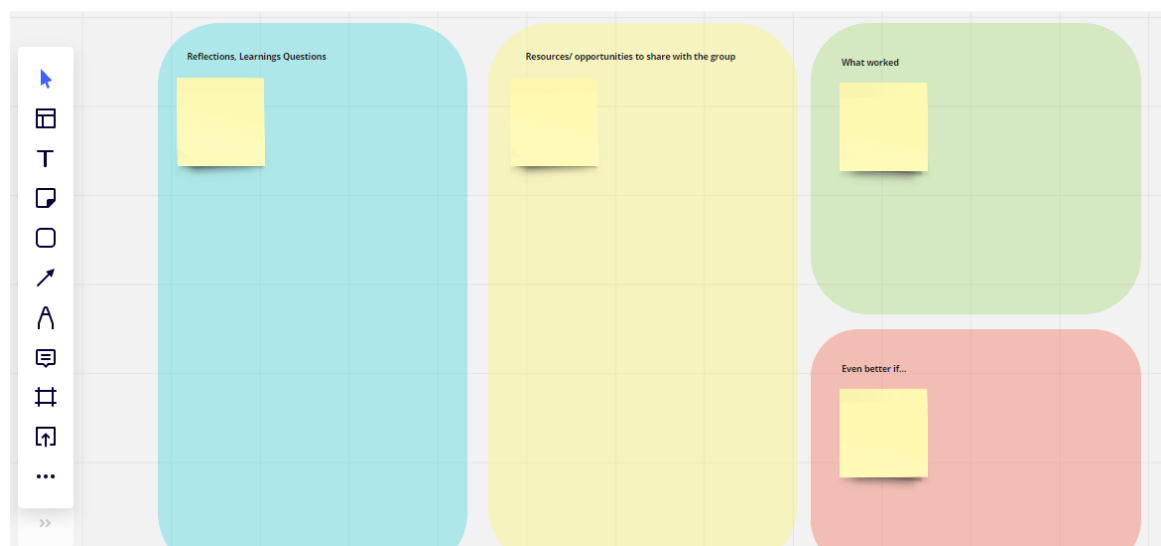 Reflections, Learnings Questions
Resources/ opportunities to share with the group
What worked
Even better if...
T